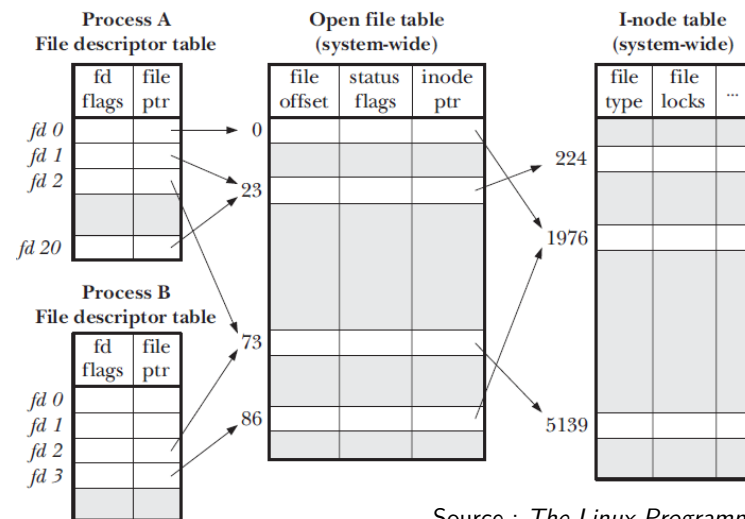 Process A
File descriptor table
fd flags
file ptr
fd 0
fd 1
fd 2
fd 20
Process B
File descriptor table
fd flags
file ptr
fd 0
fd 1
fd 2
fd 3
Open file table
(system-wide)
file offset
status flags
inode ptr
0
23
73
86
I-node table
(system-wide)
file type
file locks
...
224
1976
5139
Source : The Linux Programm